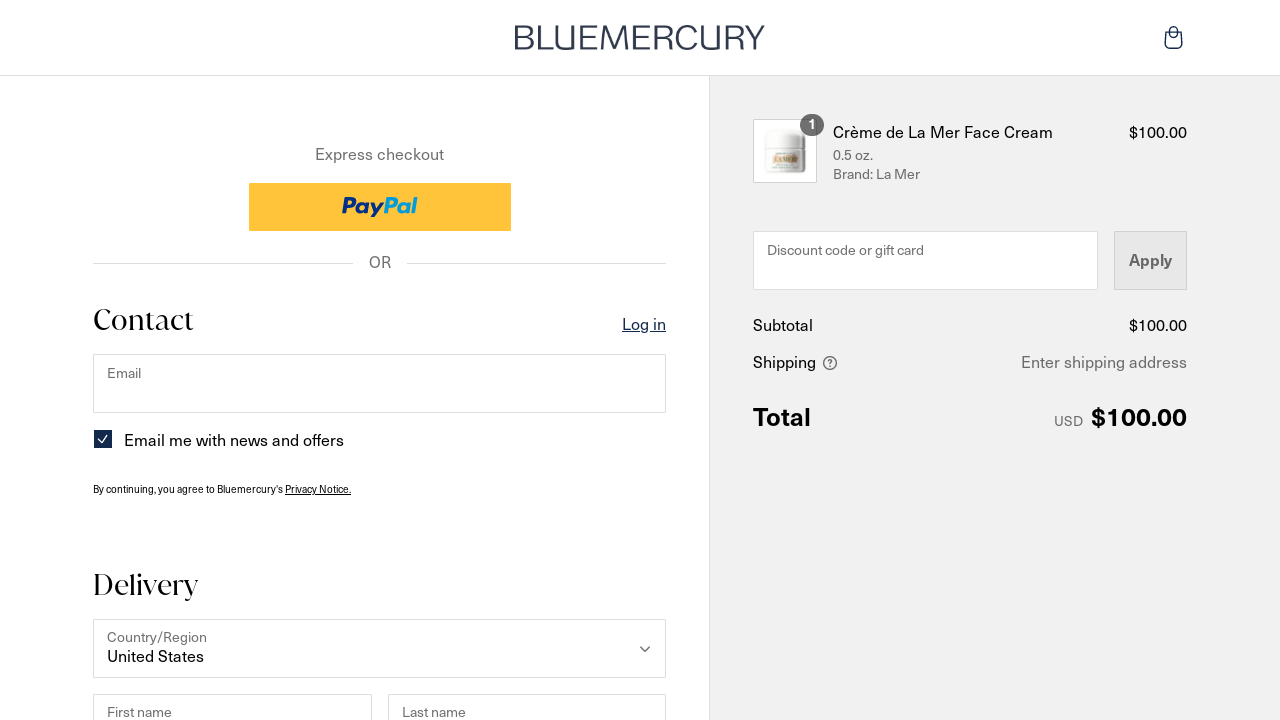 BLUEMERCURY
Express checkout
PayPal
OR
Contact
Log in
Email
Email me with news and offers
By continuing, you agree to Bluemercury's Privacy Notice.
Delivery
Country/Region
United States
First name
Last name
1
LA MER
Crème de La Mer Face Cream
$100.00
0.5 oz.
Brand: La Mer
Discount code or gift card
Apply
Subtotal
$100.00
Shipping
Enter shipping address
Total
USD $100.00